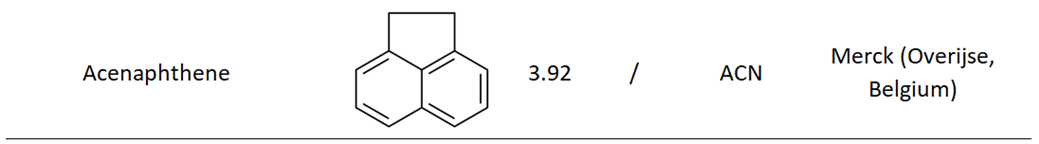 Acenaphthene 3.92 / ACN Merck (Overijse,
Belgium)